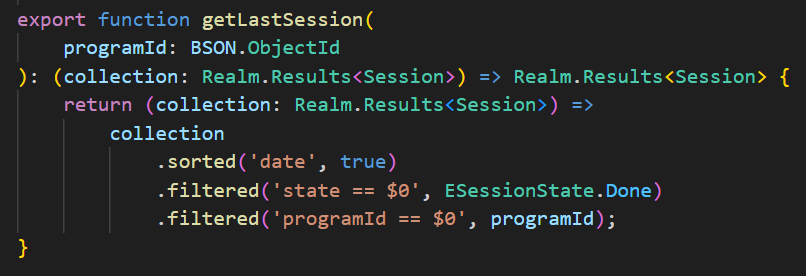 export function getLastSession(
    programId: BSON.ObjectId
): (collection: Realm.Results<Session>) => Realm.Results<Session> {
    return (collection: Realm.Results<Session>) =>
        collection
            .sorted('date', true)
            .filtered('state == $0', ESessionState.Done)
            .filtered('programId == $0', programId);
}